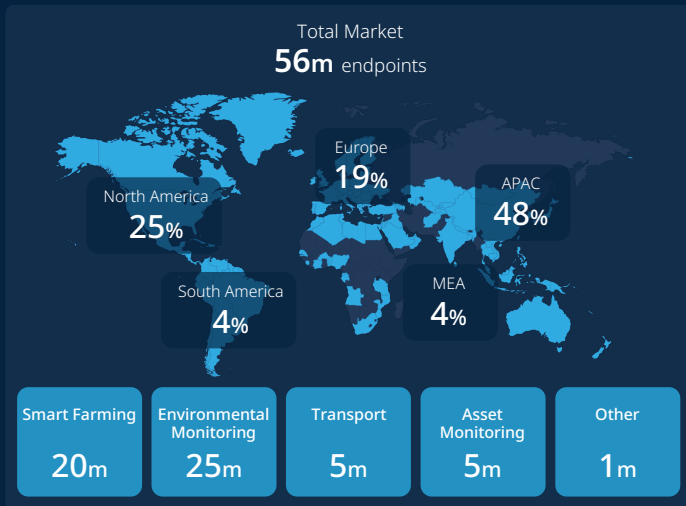 Total Market
56m endpoints
Europe
19%
APAC
48%
North America
25%
South America
4%
MEA
4%
Smart Farming
20m
Environmental
Monitoring
25m
Transport
5m
Asset
Monitoring
5m
Other
1m